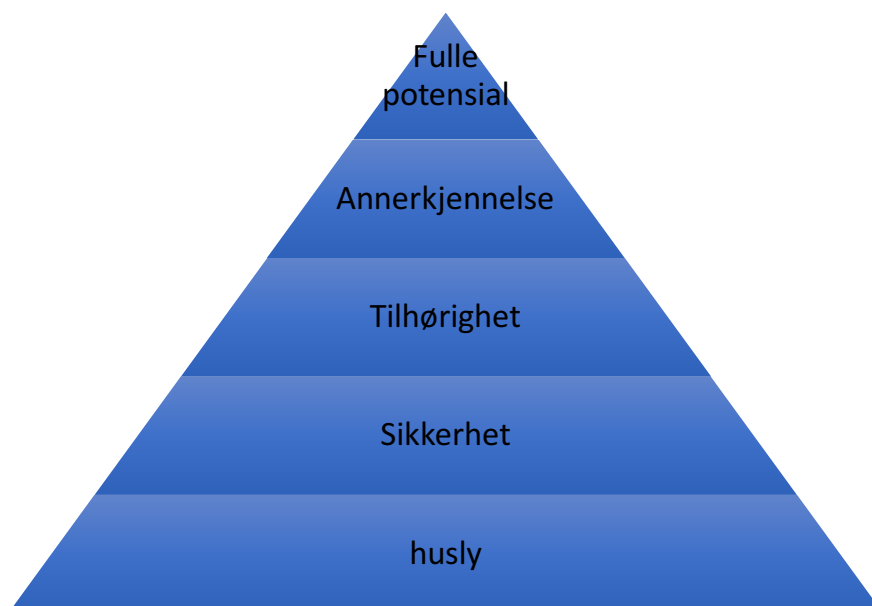 Fulle
potensial
Annerkjennelse
Tilhørighet
Sikkerhet
husly